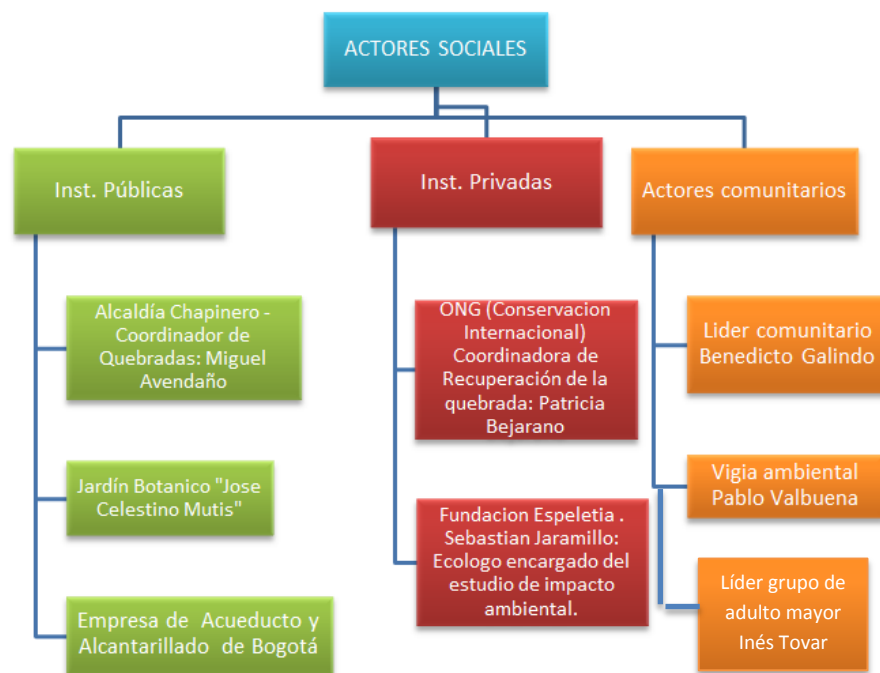 ACTORES SOCIALES
Inst. Públicas
Alcaldía Chapinero -
Coordinador de
Quebradas: Miguel
Avendaño
Jardín Botanico "Jose
Celestino Mutis"
Empresa de Acueducto y
Alcantarillado de Bogotá
Inst. Privadas
ONG (Conservacion
Internacional)
Coordinadora de
Recuperación de la
quebrada: Patricia
Bejarano
Fundacion Espeletia .
Sebastian Jaramillo:
Ecologo encargado del
estudio de impacto
ambiental.
Actores comunitarios
Lider comunitario
Benedicto Galindo
Vigia ambiental
Pablo Valbuena
Líder grupo de
adulto mayor
Inés Tovar